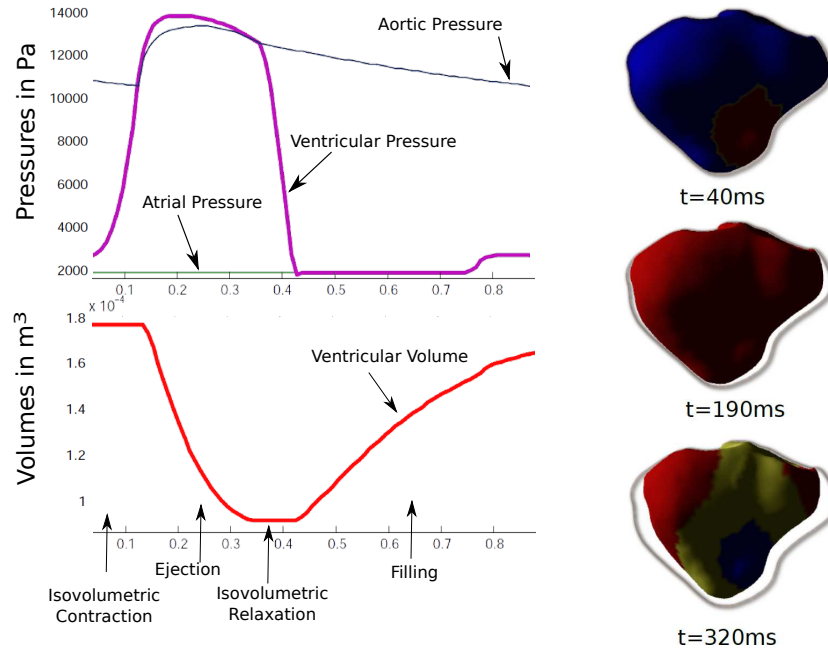 14000
12000
10000
8000
6000
4000
2000
Pressures in Pa
Aortic Pressure
Ventricular Pressure
Atrial Pressure
0.1 0.2 0.3 0.4 0.5 0.6 0.7 0.8
x 10⁻⁴
1.8
1.6
1.4
1.2
1
Volumes in m³
Ventricular Volume
0.1 0.2 0.3 0.4 0.5 0.6 0.7 0.8
Isovolumetric
Contraction
Ejection
Isovolumetric
Relaxation
Filling
t=40ms
t=190ms
t=320ms